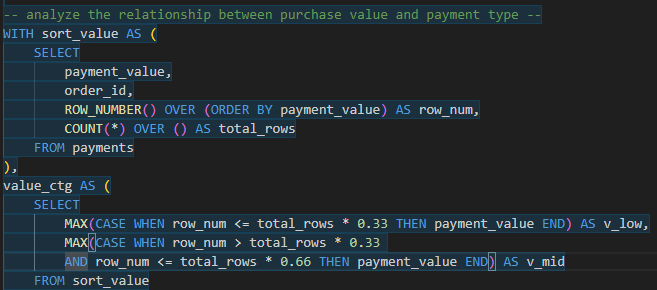 -- analyze the relationship between purchase value and payment type --
WITH sort_value AS (
    SELECT
        payment_value,
        order_id,
        ROW_NUMBER() OVER (ORDER BY payment_value) AS row_num,
        COUNT(*) OVER () AS total_rows
    FROM payments
),
value_ctg AS (
    SELECT
        MAX(CASE WHEN row_num <= total_rows * 0.33 THEN payment_value END) AS v_low,
        MAX(CASE WHEN row_num > total_rows * 0.33
        AND row_num <= total_rows * 0.66 THEN payment_value END) AS v_mid
    FROM sort_value